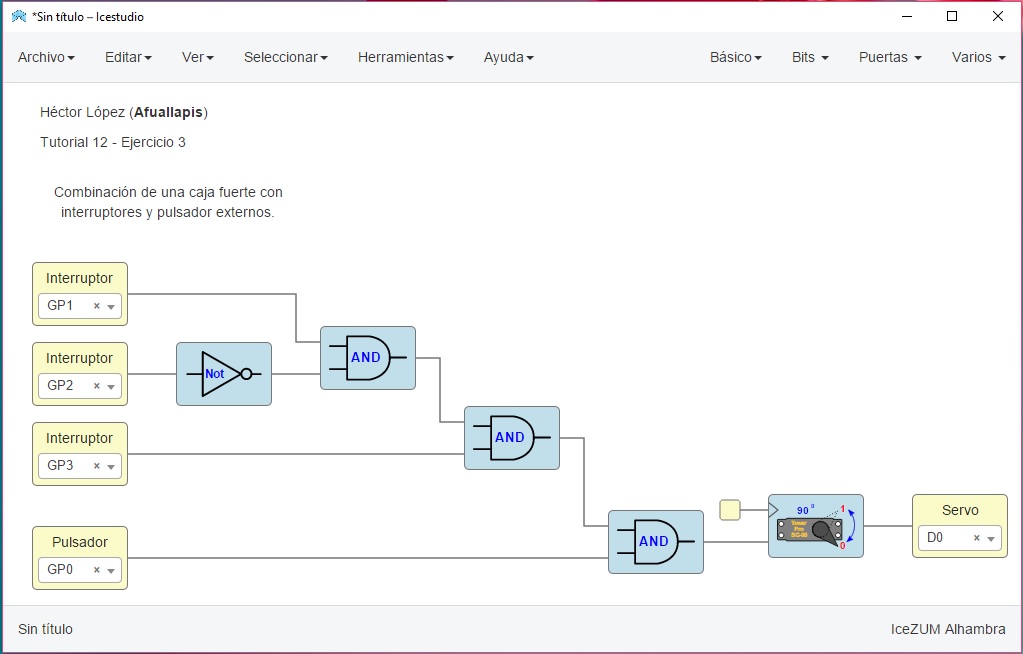 *Sin título – Icestudio
Archivo Editar Ver Seleccionar Herramientas Ayuda Básico Bits Puertas Varios
Héctor López (Afuallapis)
Tutorial 12 - Ejercicio 3
Combinación de una caja fuerte con
interruptores y pulsador externos.
Interruptor
GP1 ×
Interruptor
GP2 ×
Not
AND
Interruptor
GP3 ×
AND
Pulsador
GP0 ×
AND
90 º 1
Tower
Pro
SG-90
0
Servo
D0 ×
Sin título IceZUM Alhambra